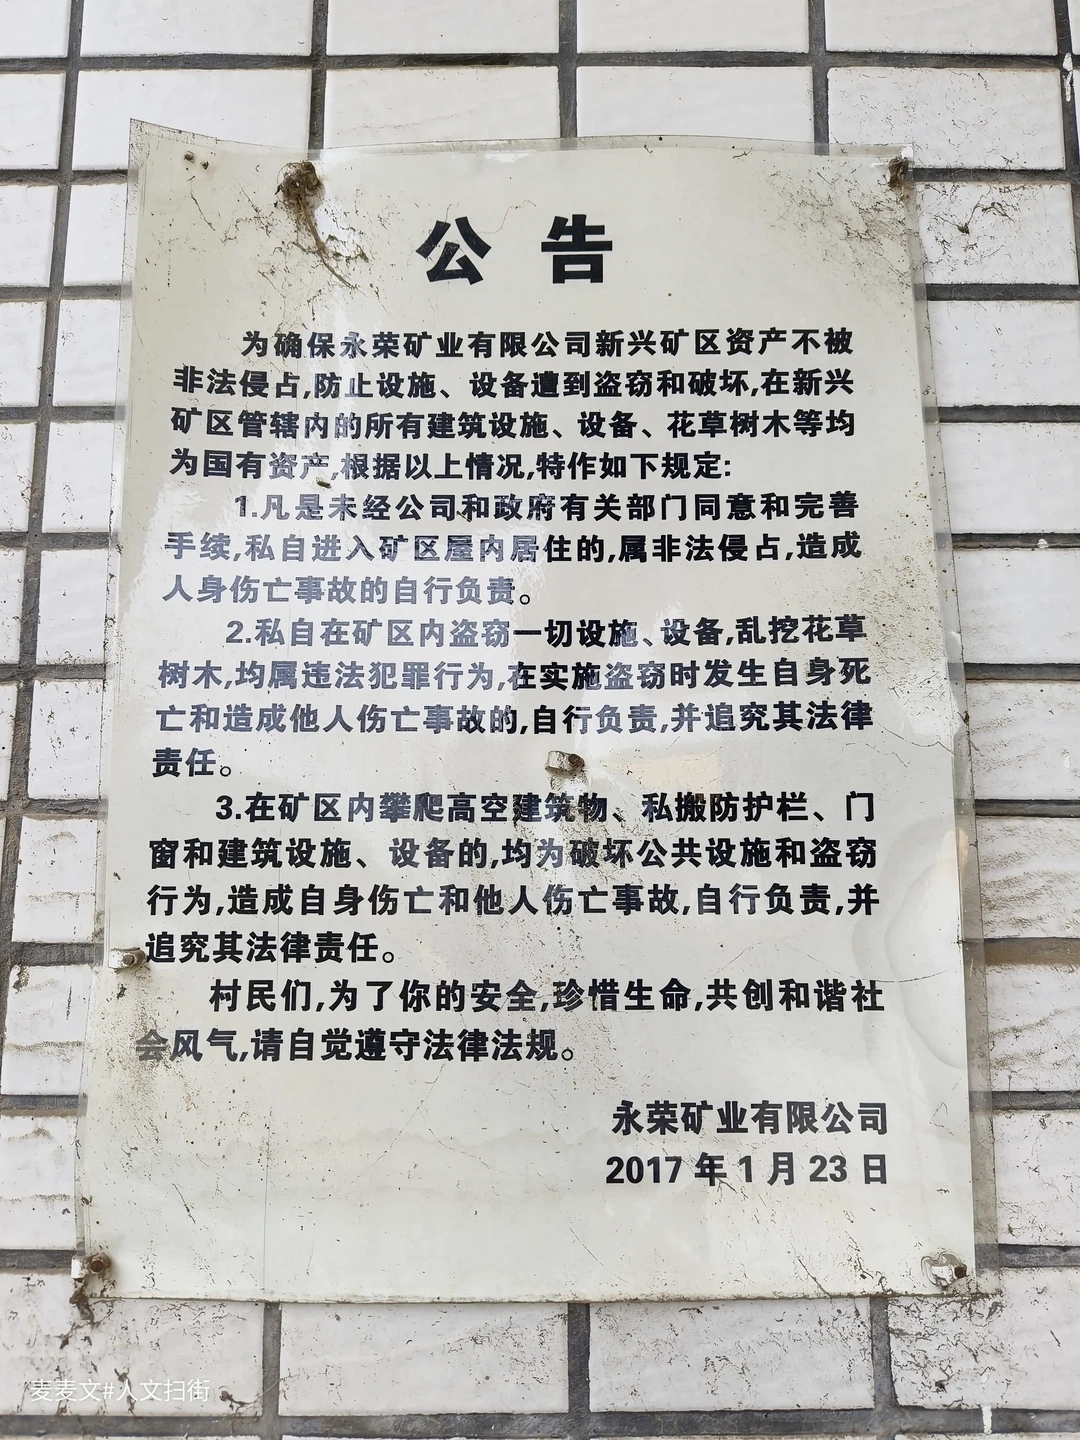 公告
为确保永荣矿业有限公司新兴矿区资产不被
非法侵占,防止设施、设备遭到盗窃和破坏,在新兴
矿区管辖内的所有建筑设施、设备、花草树木等均
为国有资产,根据以上情况,特作如下规定:
1.凡是未经公司和政府有关部门同意和完善
手续,私自进入矿区屋内居住的,属非法侵占,造成
人身伤亡事故的自行负责。
2.私自在矿区内盗窃一切设施、设备,乱挖花草
树木,均属违法犯罪行为,在实施盗窃时发生自身死
亡和造成他人伤亡事故的,自行负责,并追究其法律
责任。
3.在矿区内攀爬高空建筑物、私搬防护栏、门
窗和建筑设施、设备的,均为破坏公共设施和盗窃
行为,造成自身伤亡和他人伤亡事故,自行负责,并
追究其法律责任。
村民们,为了你的安全,珍惜生命,共创和谐社
会风气,请自觉遵守法律法规。
永荣矿业有限公司
2017年1月23日
麦麦文#人文扫街